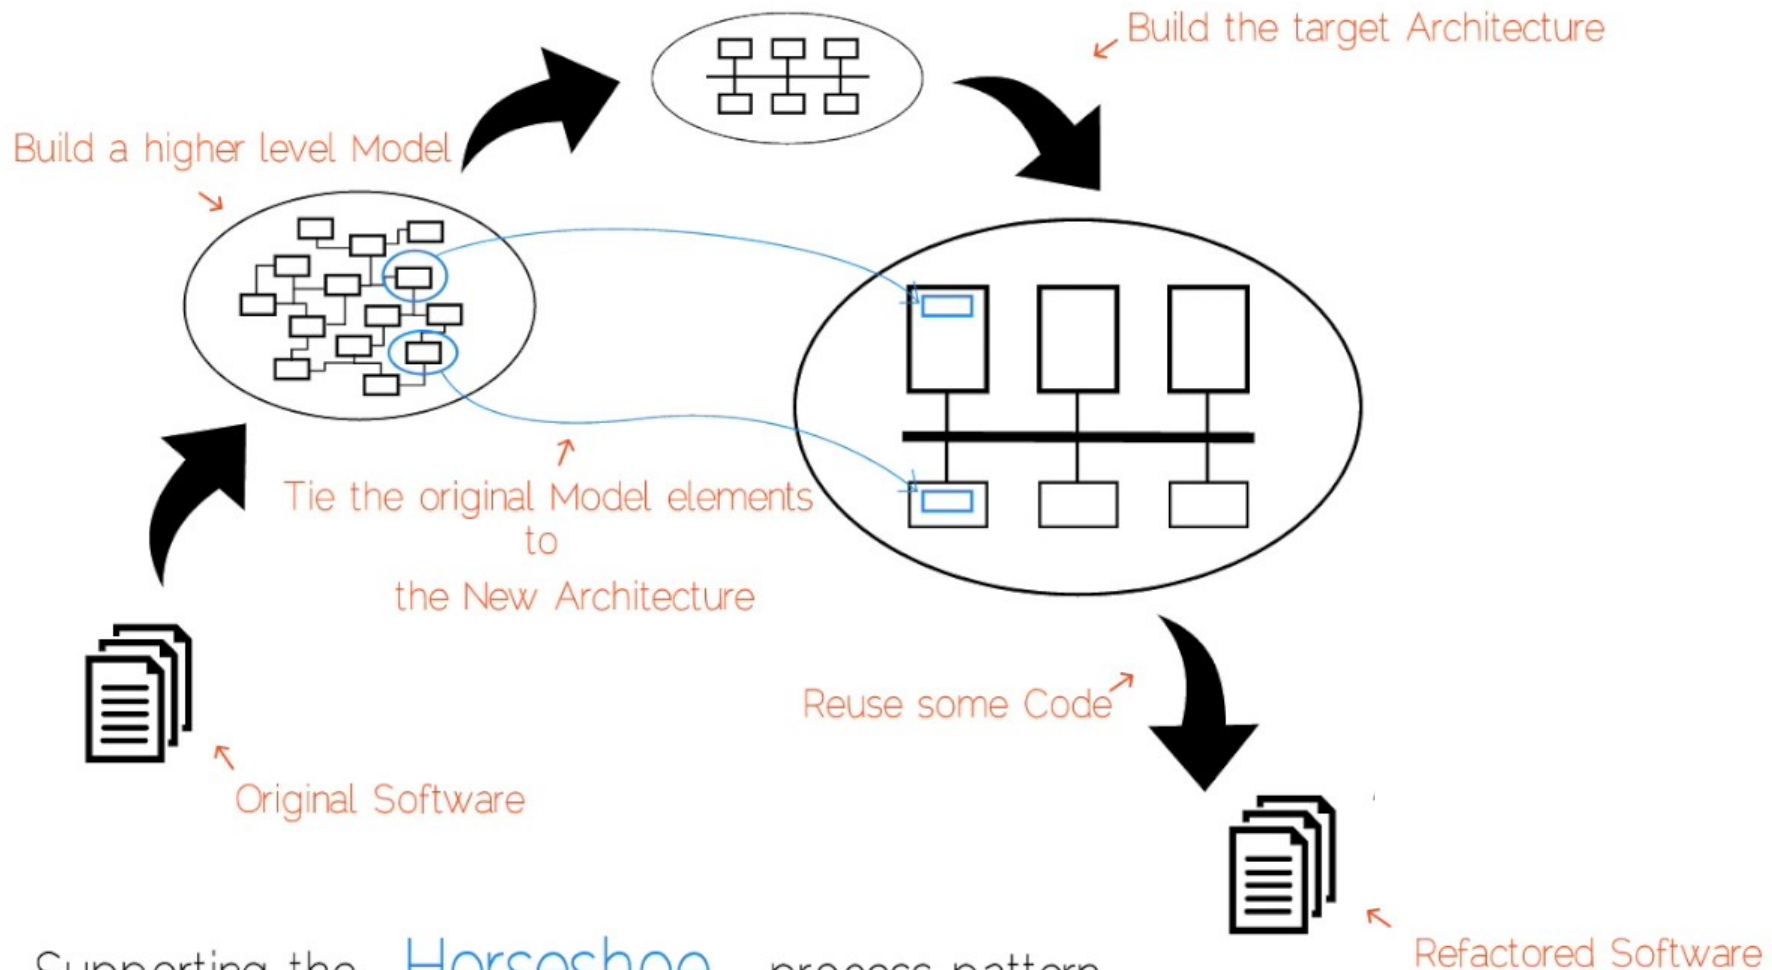 Build the target Architecture
Build a higher level Model
Tie the original Model elements
to
the New Architecture
Reuse some Code
Original Software
Refactored Software
Supporting the Horseshoe process pattern